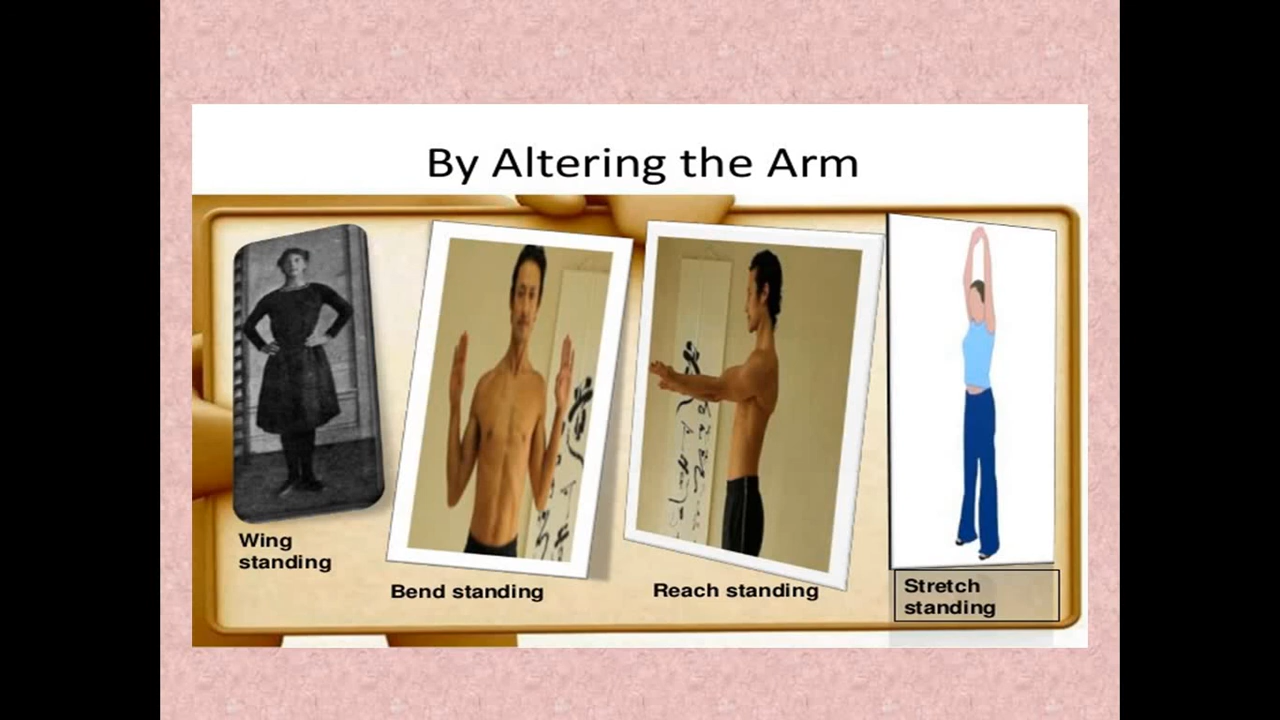 By Altering the Arm
Wing
standing
Bend standing
Reach standing
Stretch
standing